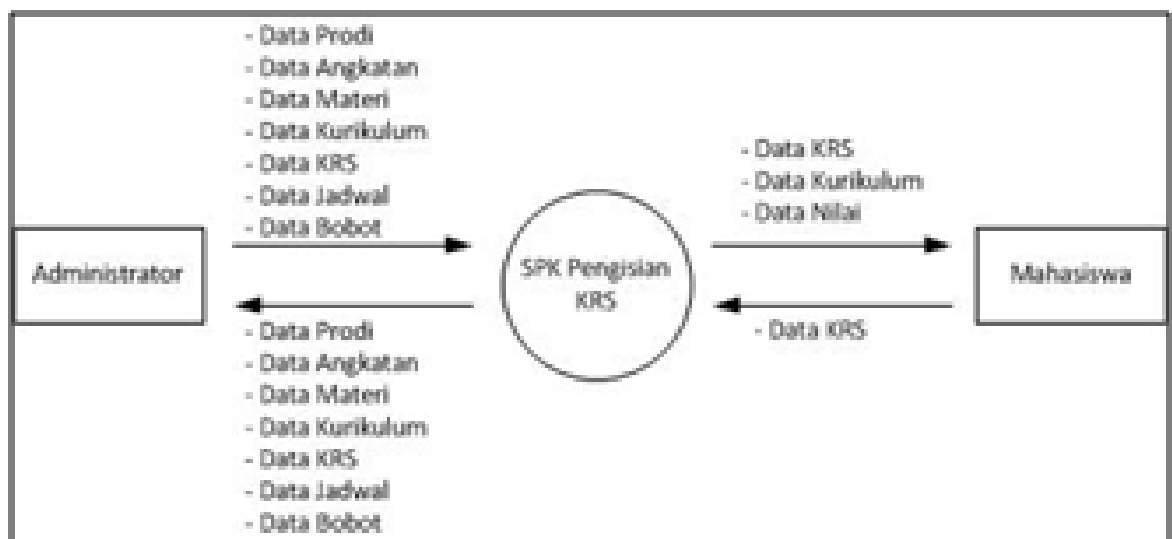 - Data Prodi
- Data Angkatan
- Data Materi
- Data Kurikulum
- Data KRS
- Data Jadwal
- Data Bobot
Administrator
- Data Prodi
- Data Angkatan
- Data Materi
- Data Kurikulum
- Data KRS
- Data Jadwal
- Data Bobot
SPK Pengisian
KRS
- Data KRS
- Data Kurikulum
- Data Nilai
- Data KRS
Mahasiswa